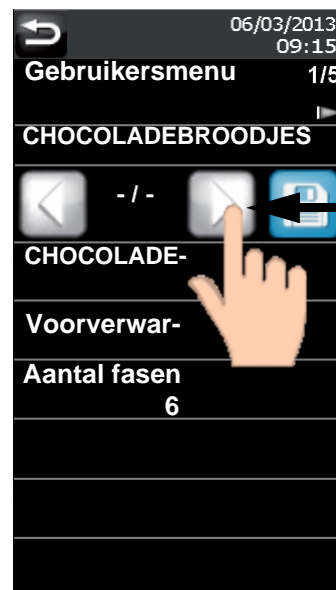 06/03/2013
09:15
Gebruikersmenu 1/5
CHOCOLADEBROODJES
- / -
CHOCOLADE-
Voorverwar-
Aantal fasen
6